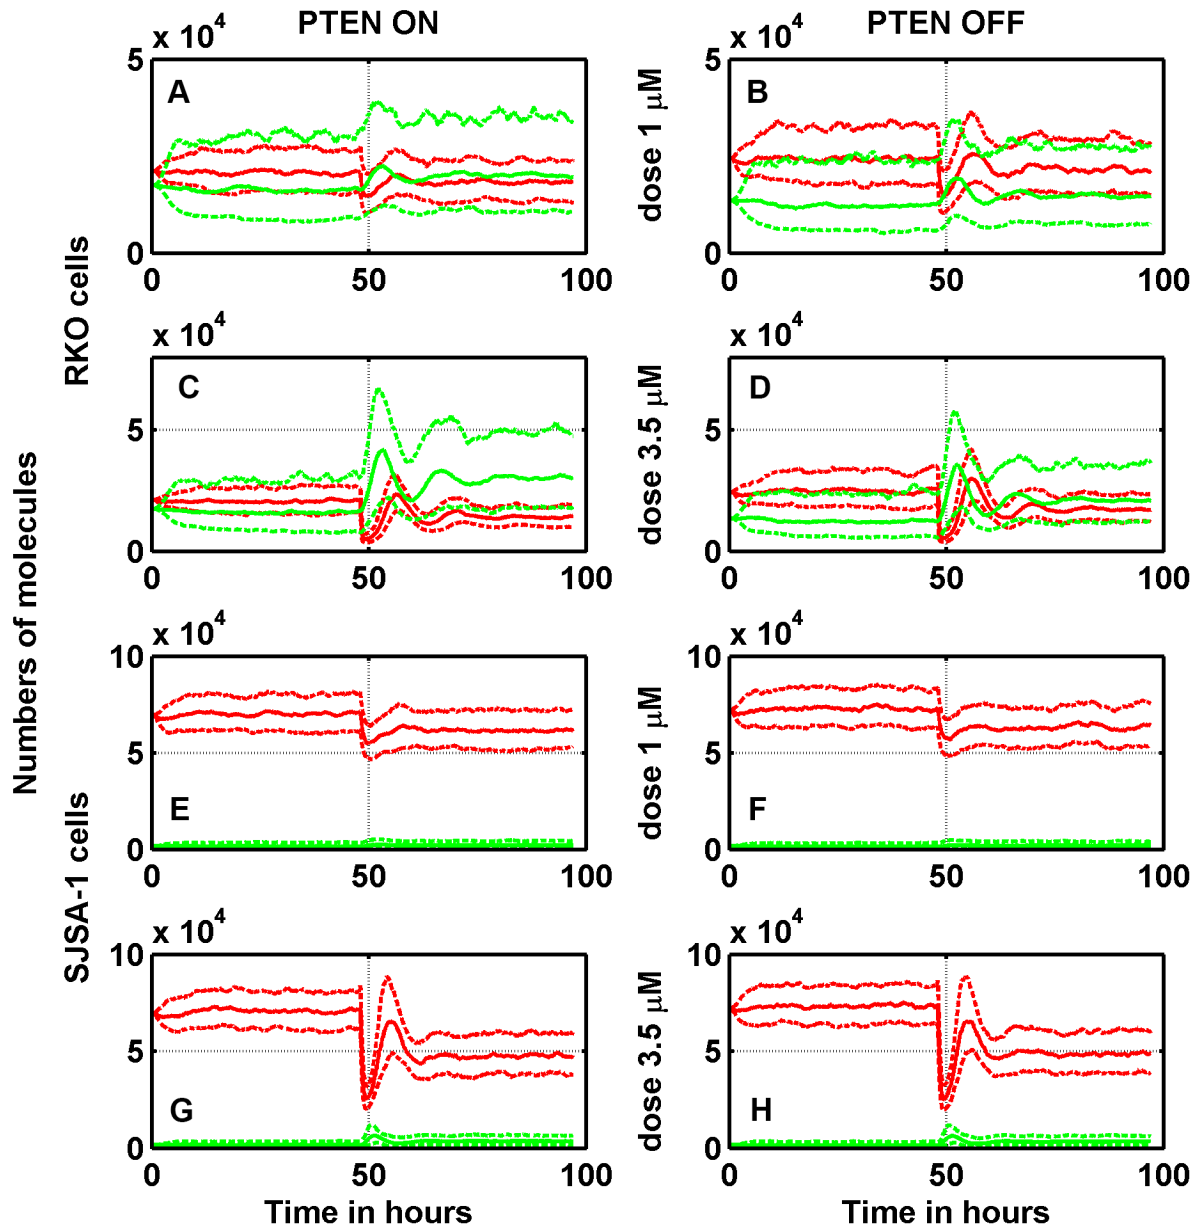 PTEN ON
PTEN OFF
x 10^4
x 10^4
5
A
0
0
50
100
dose 1 μM
5
B
0
0
50
100
RKO cells
x 10^4
x 10^4
C
5
0
0
50
100
dose 3.5 μM
D
5
0
0
50
100
Numbers of molecules
x 10^4
x 10^4
10
5
E
0
0
50
100
dose 1 μM
10
5
F
0
0
50
100
SJSA-1 cells
x 10^4
x 10^4
10
5
G
0
0
50
100
dose 3.5 μM
10
5
H
0
0
50
100
Time in hours
Time in hours